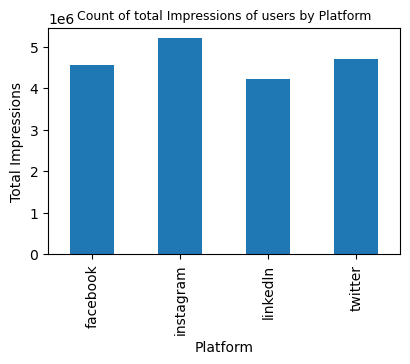 Count of total Impressions of users by Platform
1e6
5
4
3
2
1
0
Total Impressions
facebook
instagram
linkedIn
twitter
Platform